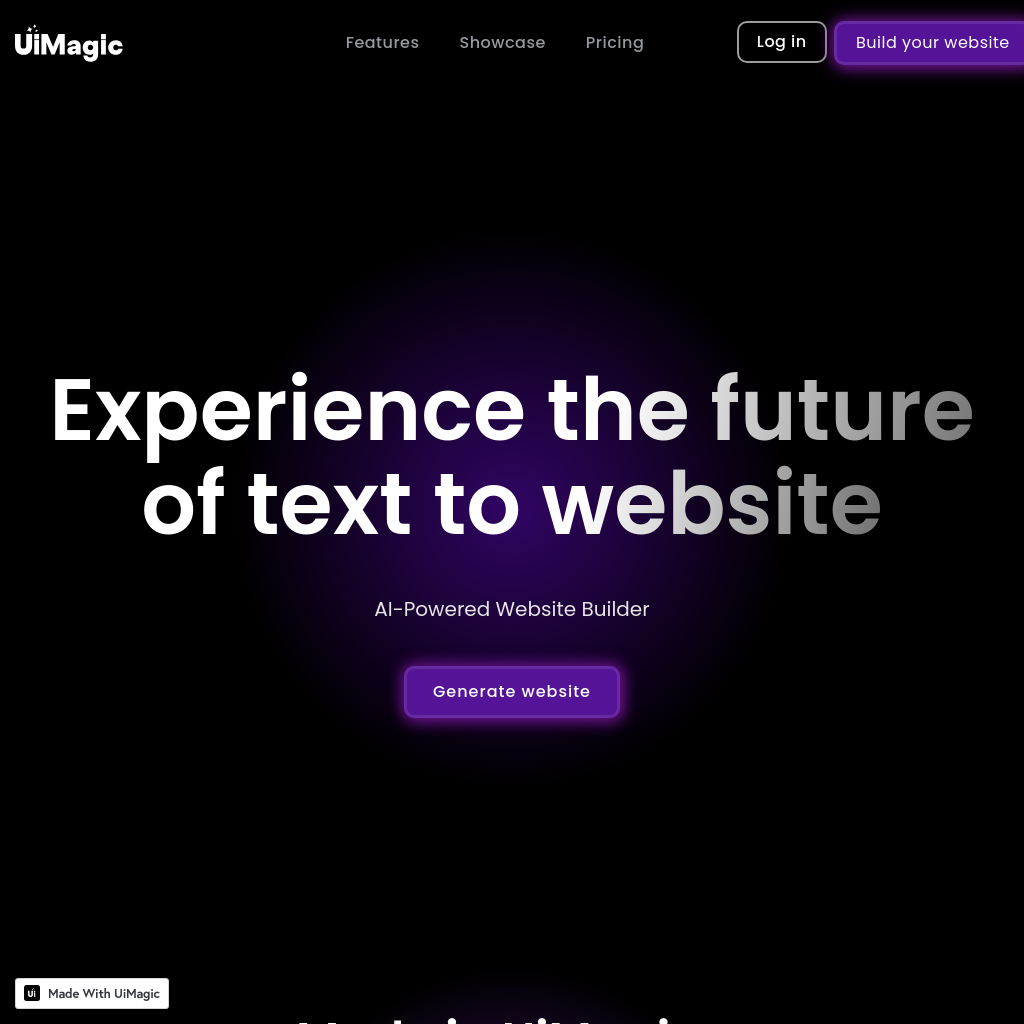 UiMagic
Features
Showcase
Pricing
Log in
Build your website
Experience the future
of text to website
AI-Powered Website Builder
Generate website
Ui Made With UiMagic